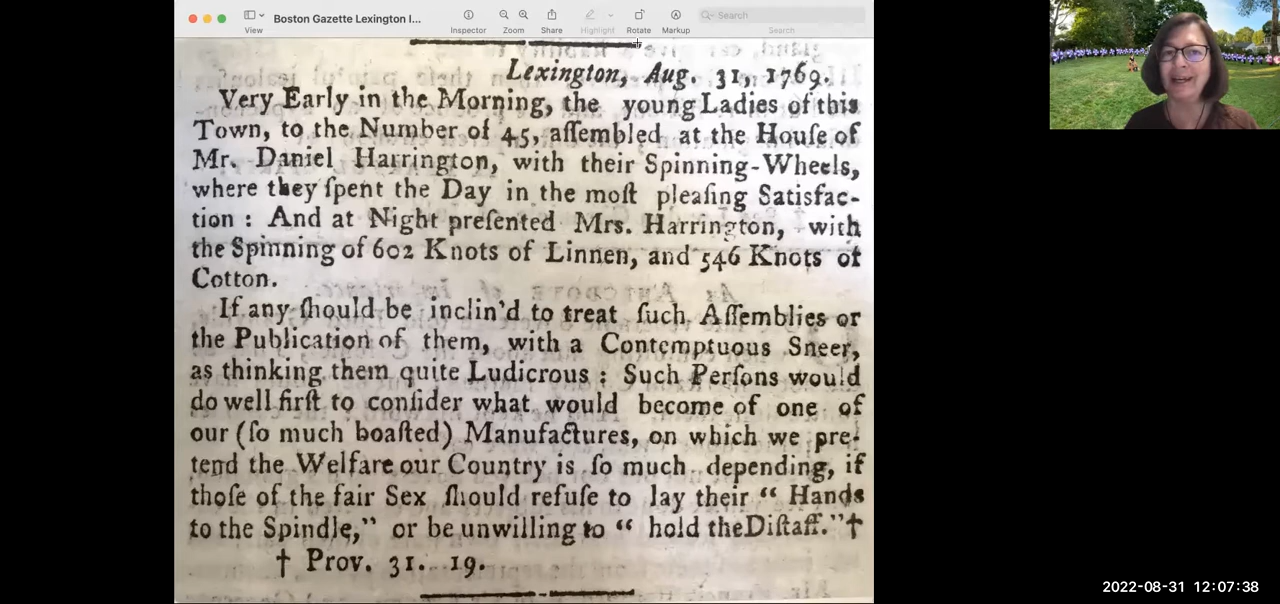 Boston Gazette Lexington I...
View
Inspector
Zoom
Share
Highlight
Rotate
Markup
Search
Search
Lexington, Aug. 31, 1769.
Very Early in the Morning, the young Ladies of this
Town, to the Number of 45, aſſembled at the Houſe of
Mr. Daniel Harrington, with their Spinning-Wheels,
where they ſpent the Day in the moſt pleaſing Satisfac-
tion : And at Night preſented Mrs. Harrington, with
the Spinning of 602 Knots of Linnen, and 546 Knots of
Cotton.
If any ſhould be inclin'd to treat ſuch Aſſemblies or
the Publication of them, with a Contemptuous Sneer,
as thinking them quite Ludicrous : Such Perſons would
do well firſt to conſider what would become of one of
our (ſo much boaſted) Manufactures, on which we pre-
tend the Welfare our Country is ſo much depending, if
thoſe of the fair Sex ſhould refuſe to lay their “ Hands
to the Spindle,” or be unwilling to “ hold the Diſtaff.”†
† Prov. 31. 19.
2022-08-31 12:07:38